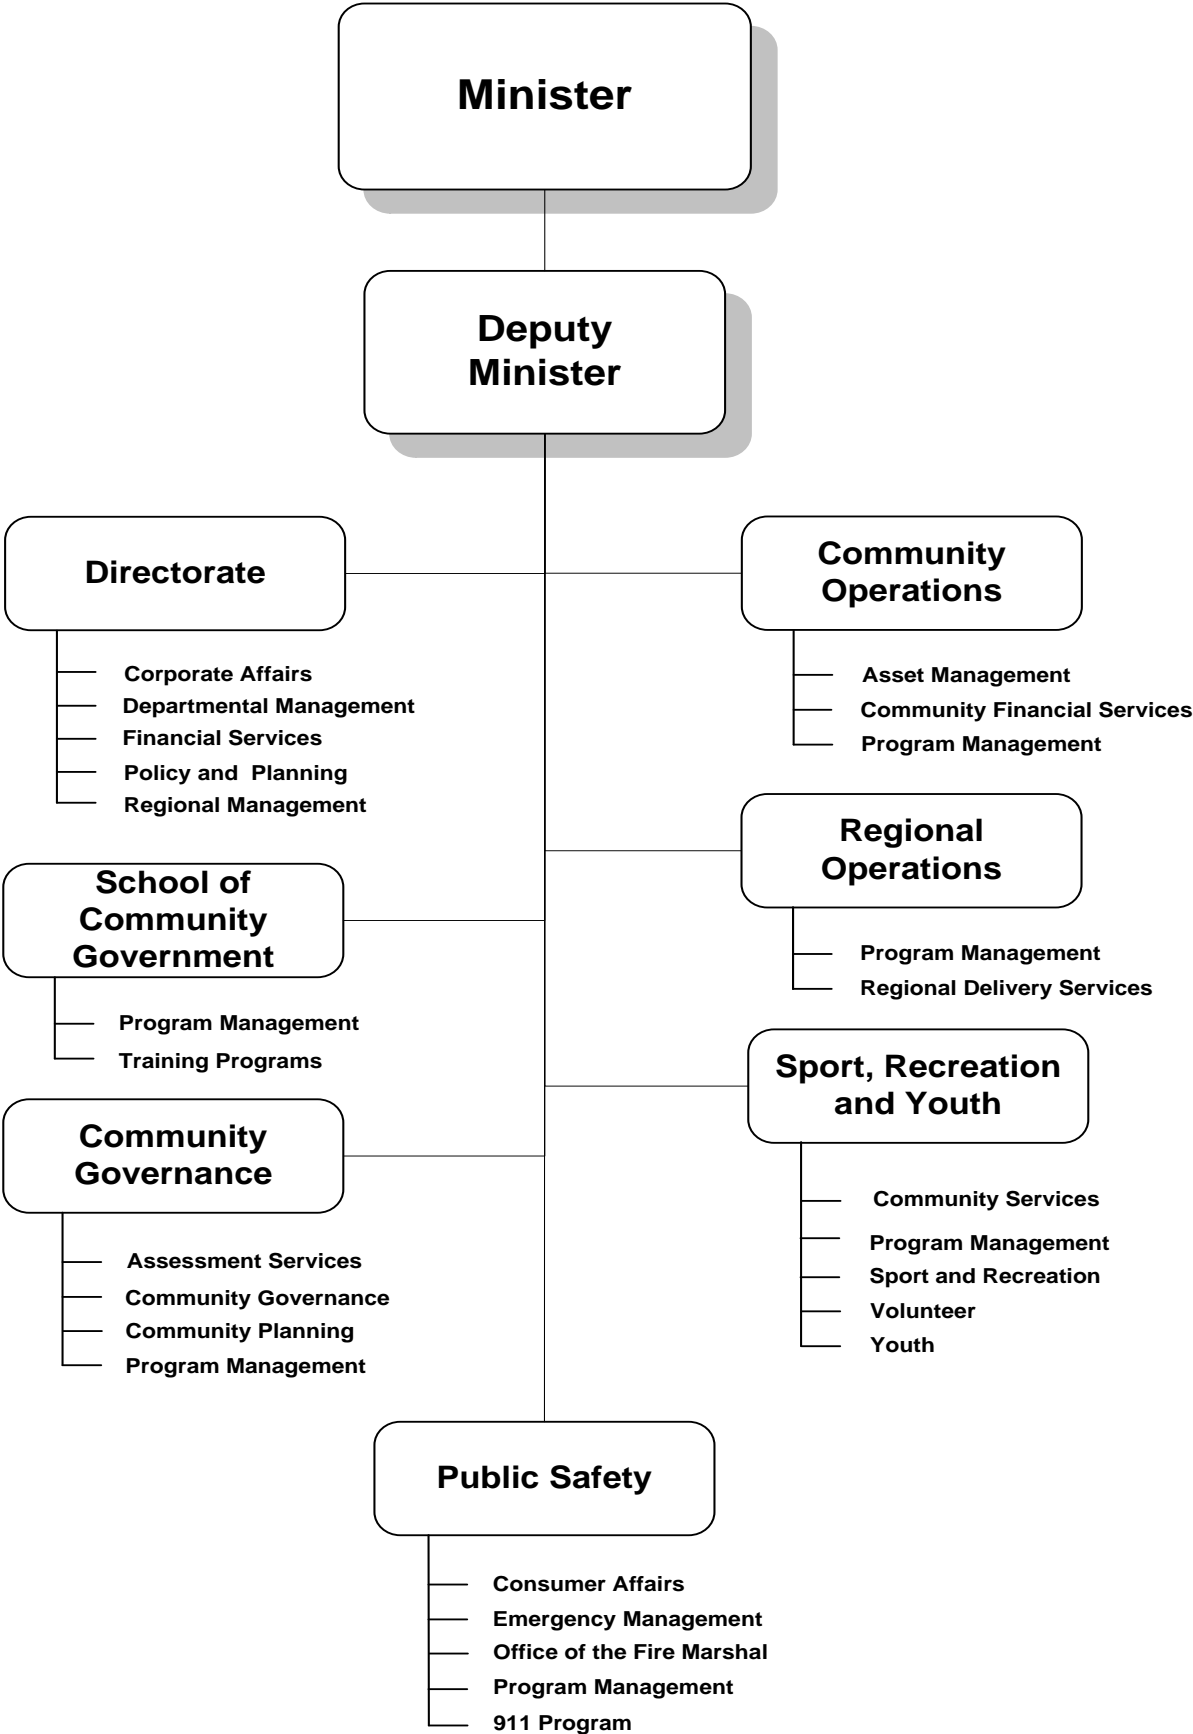 Minister
Deputy
Minister
Directorate
Corporate Affairs
Departmental Management
Financial Services
Policy and  Planning
Regional Management
Community
Operations
Asset Management
Community Financial Services
Program Management
Regional
Operations
Program Management
Regional Delivery Services
School of
Community
Government
Program Management
Training Programs
Sport, Recreation
and Youth
Community Services
Program Management
Sport and Recreation
Volunteer
Youth
Community
Governance
Assessment Services
Community Governance
Community Planning
Program Management
Public Safety
Consumer Affairs
Emergency Management
Office of the Fire Marshal
Program Management
911 Program